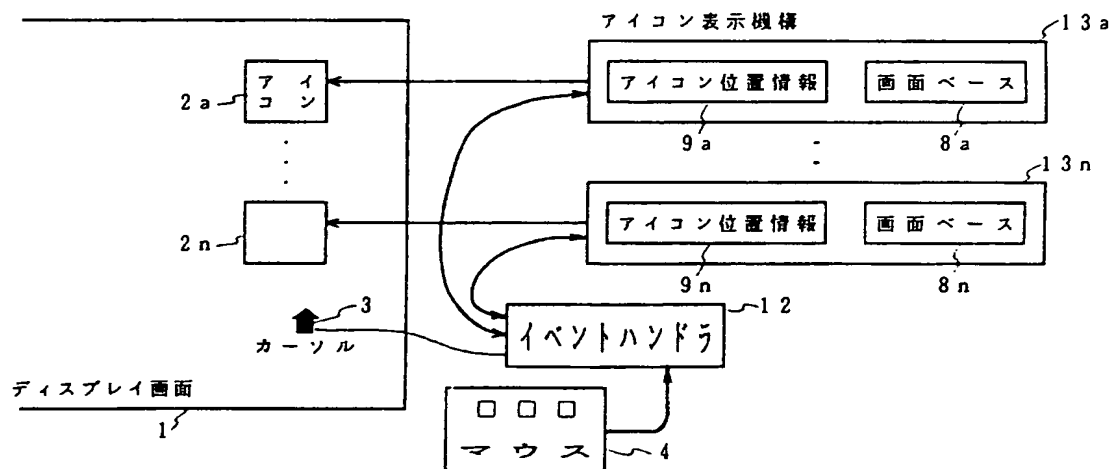 アイコン表示機構
13a
アイコン位置情報
画面ベース
9a
8a
アイ
コン
2a
13n
アイコン位置情報
画面ベース
9n
8n
2n
3
カーソル
12
イベントハンドラ
ディスプレイ画面
1
マウス
4